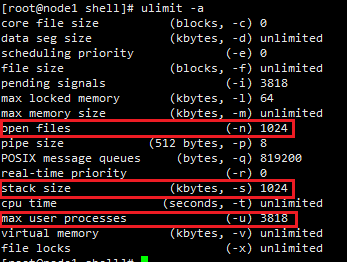 [root@node1 shell]# ulimit -a
core file size (blocks, -c) 0
data seg size (kbytes, -d) unlimited
scheduling priority (-e) 0
file size (blocks, -f) unlimited
pending signals (-i) 3818
max locked memory (kbytes, -l) 64
max memory size (kbytes, -m) unlimited
open files (-n) 1024
pipe size (512 bytes, -p) 8
POSIX message queues (bytes, -q) 819200
real-time priority (-r) 0
stack size (kbytes, -s) 1024
cpu time (seconds, -t) unlimited
max user processes (-u) 3818
virtual memory (kbytes, -v) unlimited
file locks (-x) unlimited
[root@node1 shell]#